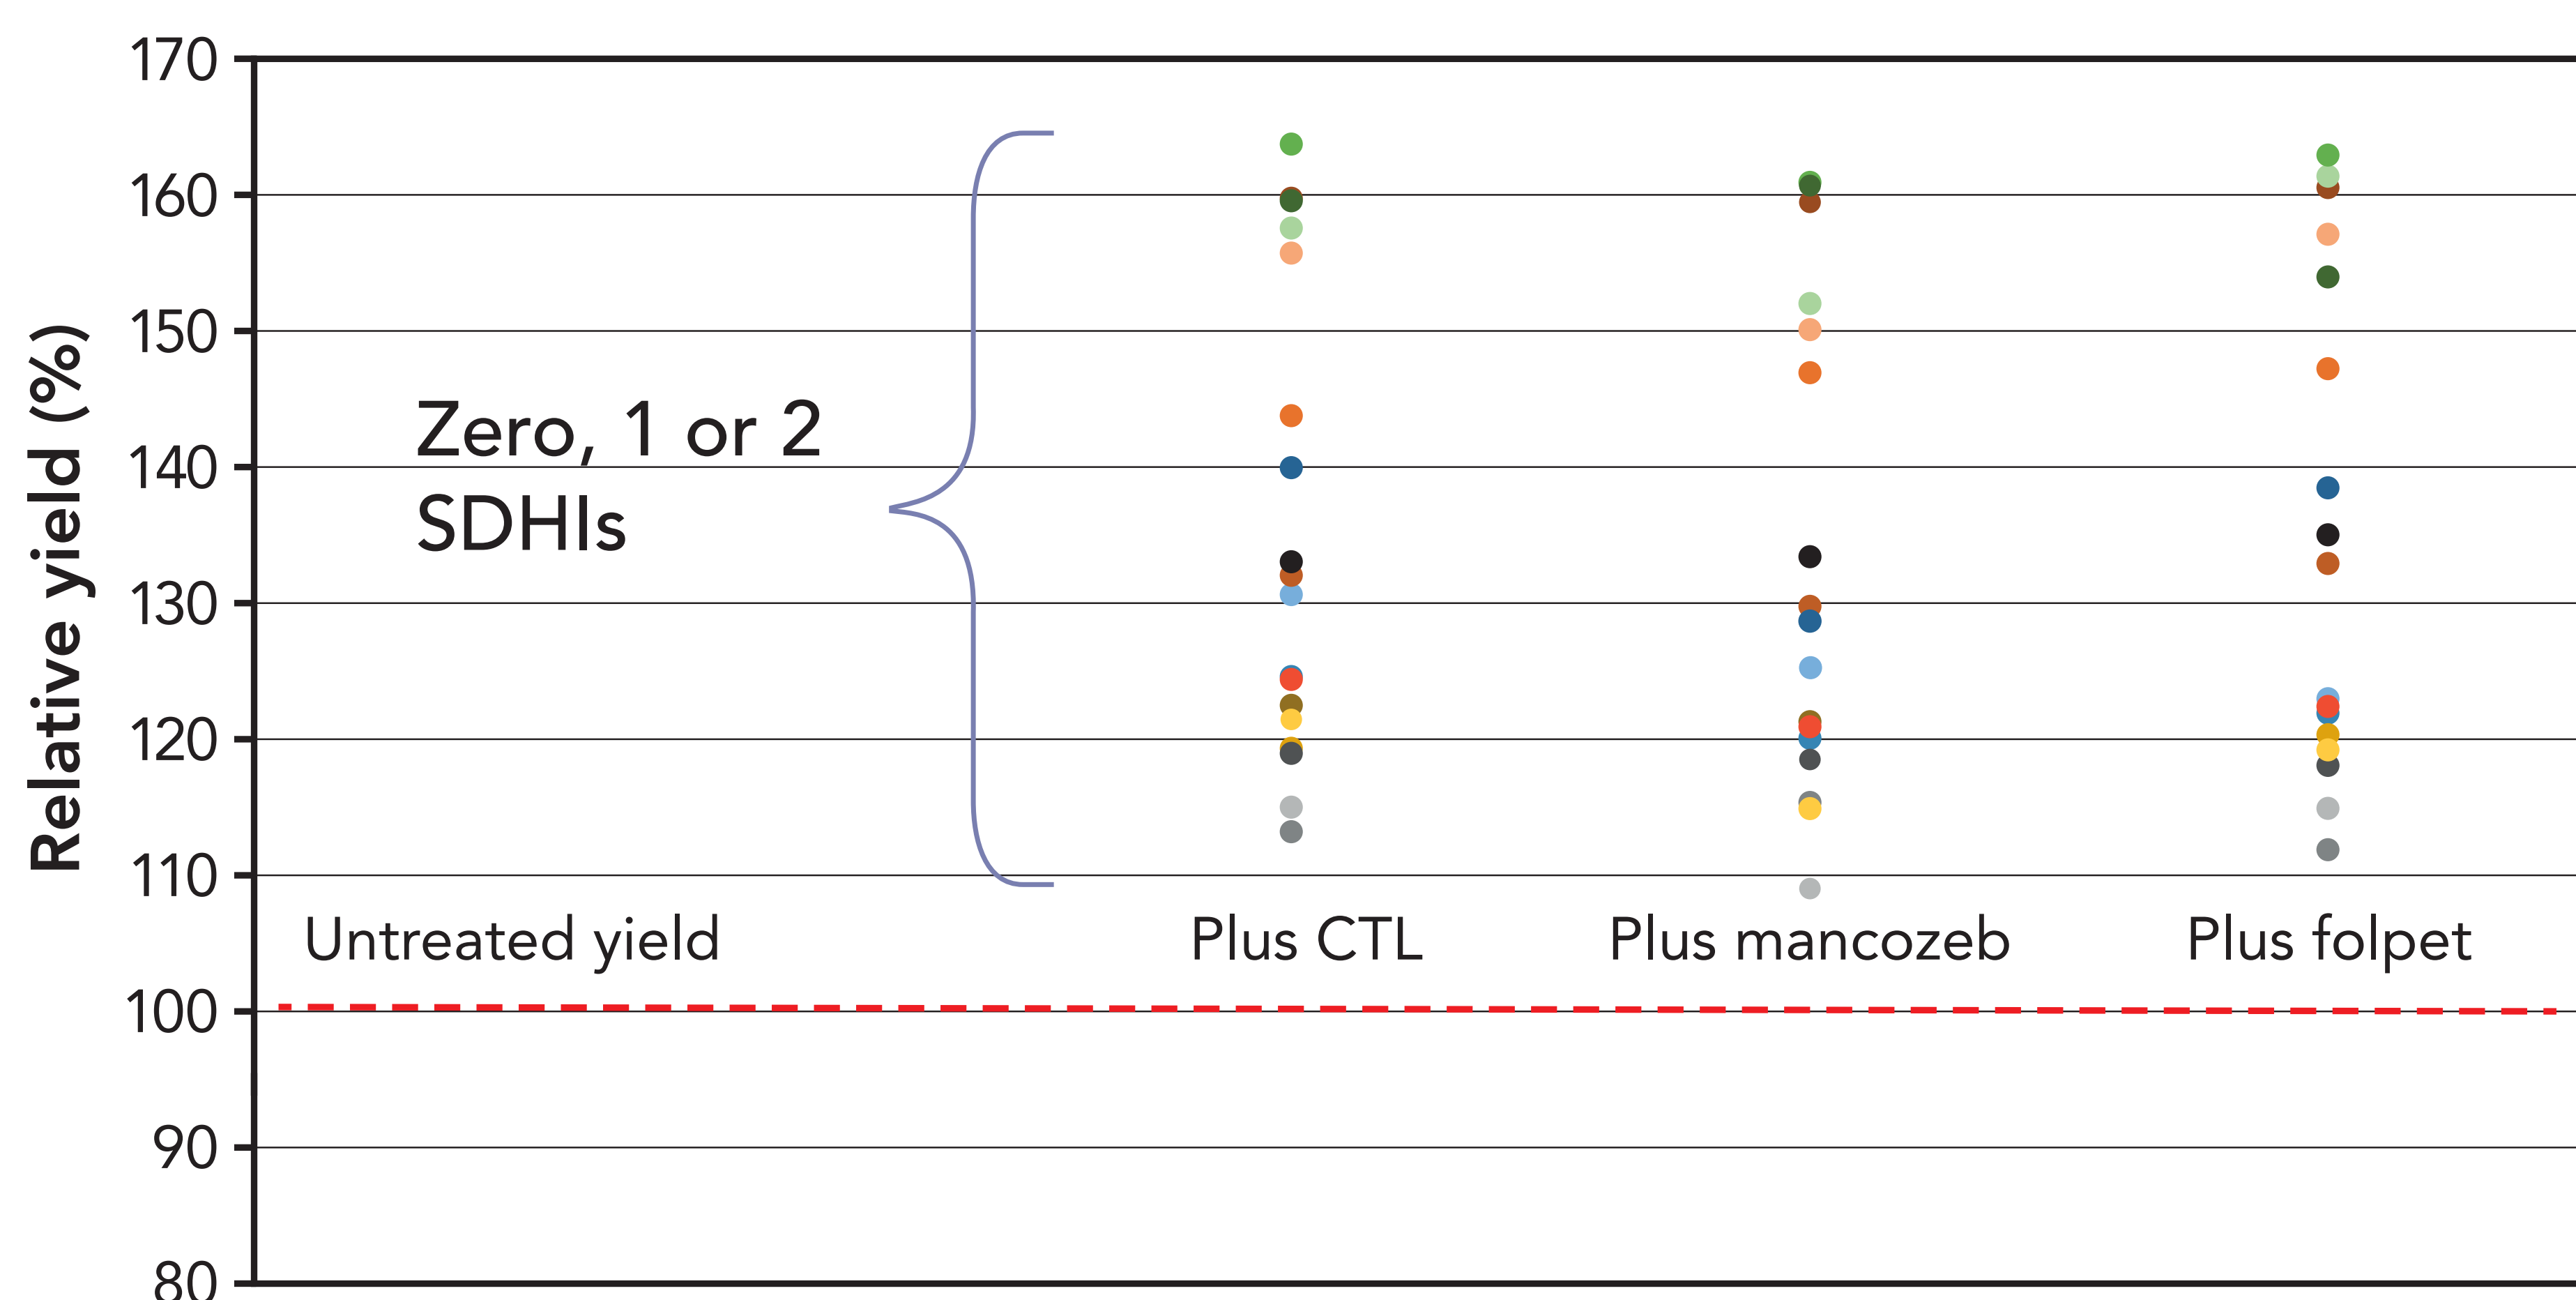 Relative yield (%)
170
160
150
140
130
120
110
100
90
80
Zero, 1 or 2
SDHIs
Untreated yield
Plus CTL
Plus mancozeb
Plus folpet